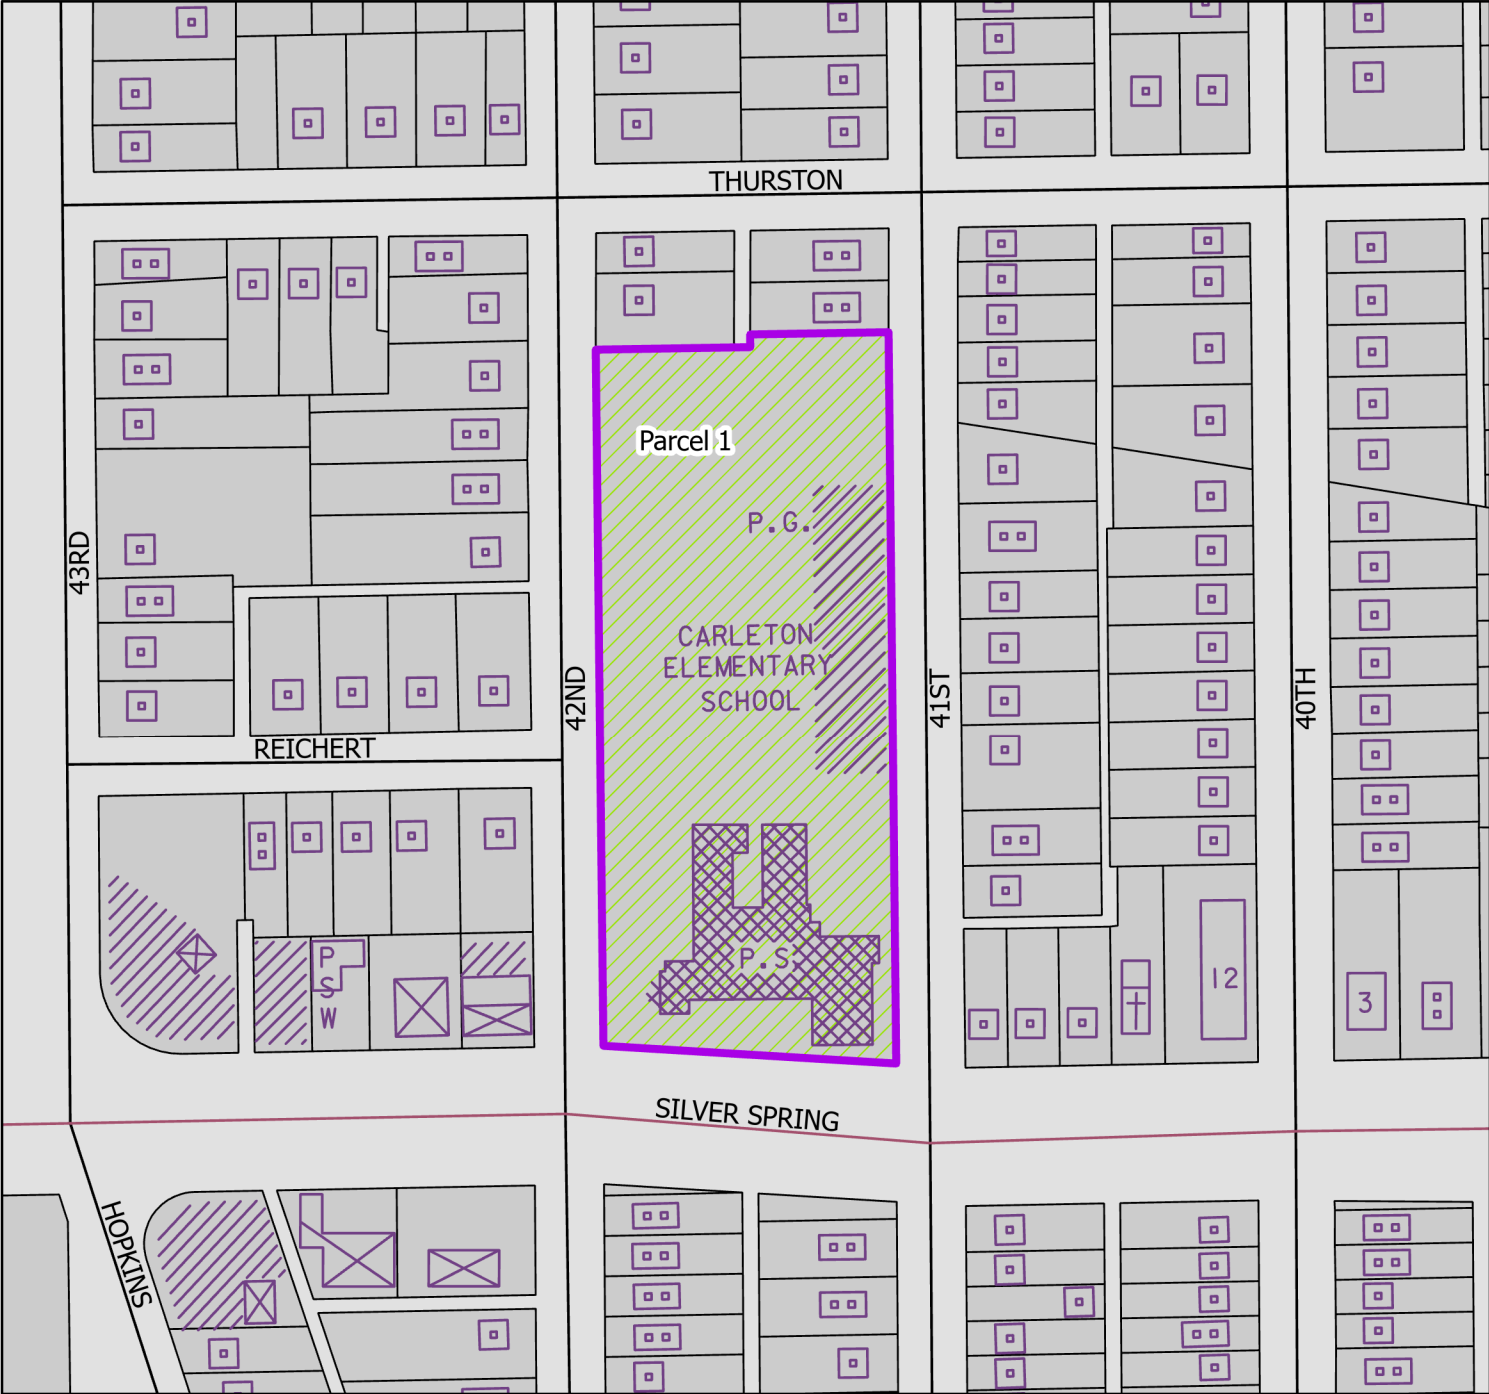 THURSTON
Parcel 1
P.G.
43RD
CARLETON
ELEMENTARY
SCHOOL
42ND
41ST
40TH
REICHERT
P
S
W
P.S.
12
3
SILVER SPRING
HOPKINS